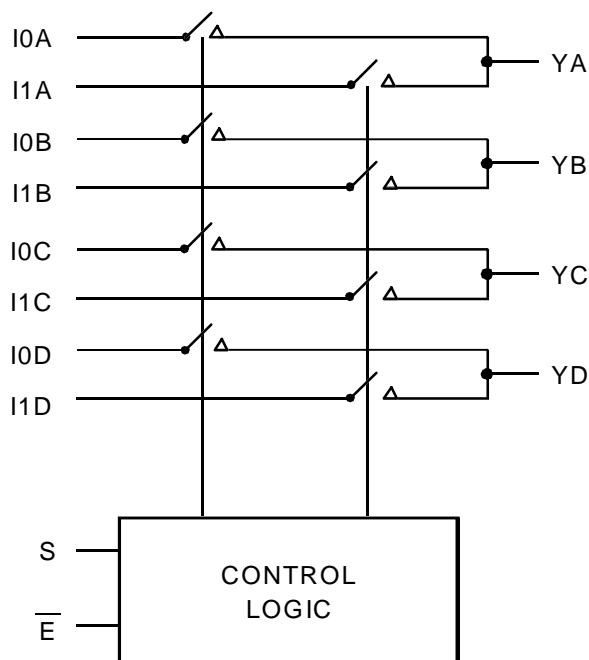 I0A
YA
I1A
I0B
YB
I1B
I0C
YC
I1C
I0D
YD
I1D
S
CONTROL
LOGIC
E̅